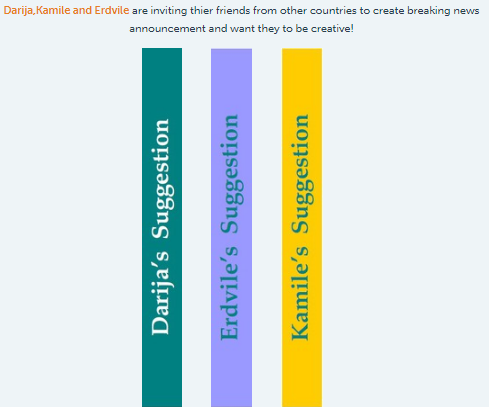 Darija,Kamile and Erdvile are inviting thier friends from other countries to create breaking news
announcement and want they to be creative!
Darija's Suggestion
Erdvile's Suggestion
Kamile's Suggestion